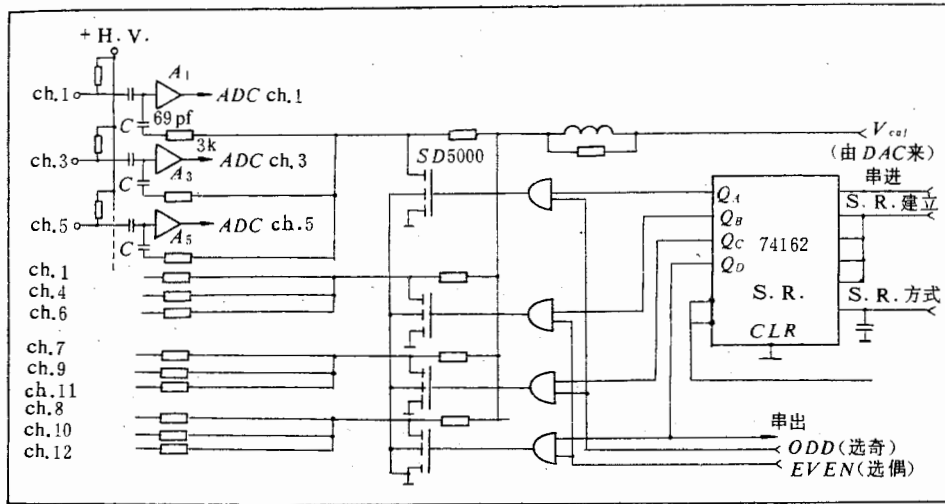 + H. V.
ch.1
A1
ADC ch.1
C
69 pf
3k
ch.3
A3
ADC ch.3
C
ch.5
A5
ADC ch.5
C
ch.1
ch.4
ch.6
ch.7
ch.9
ch.11
ch.8
ch.10
ch.12
SD5000
Vcal
(由DAC来)
串进
S. R. 建立
QA
QB
QC
QD
74162
S. R.
CLR
S. R. 方式
串出
ODD(选奇)
EVEN(选偶)